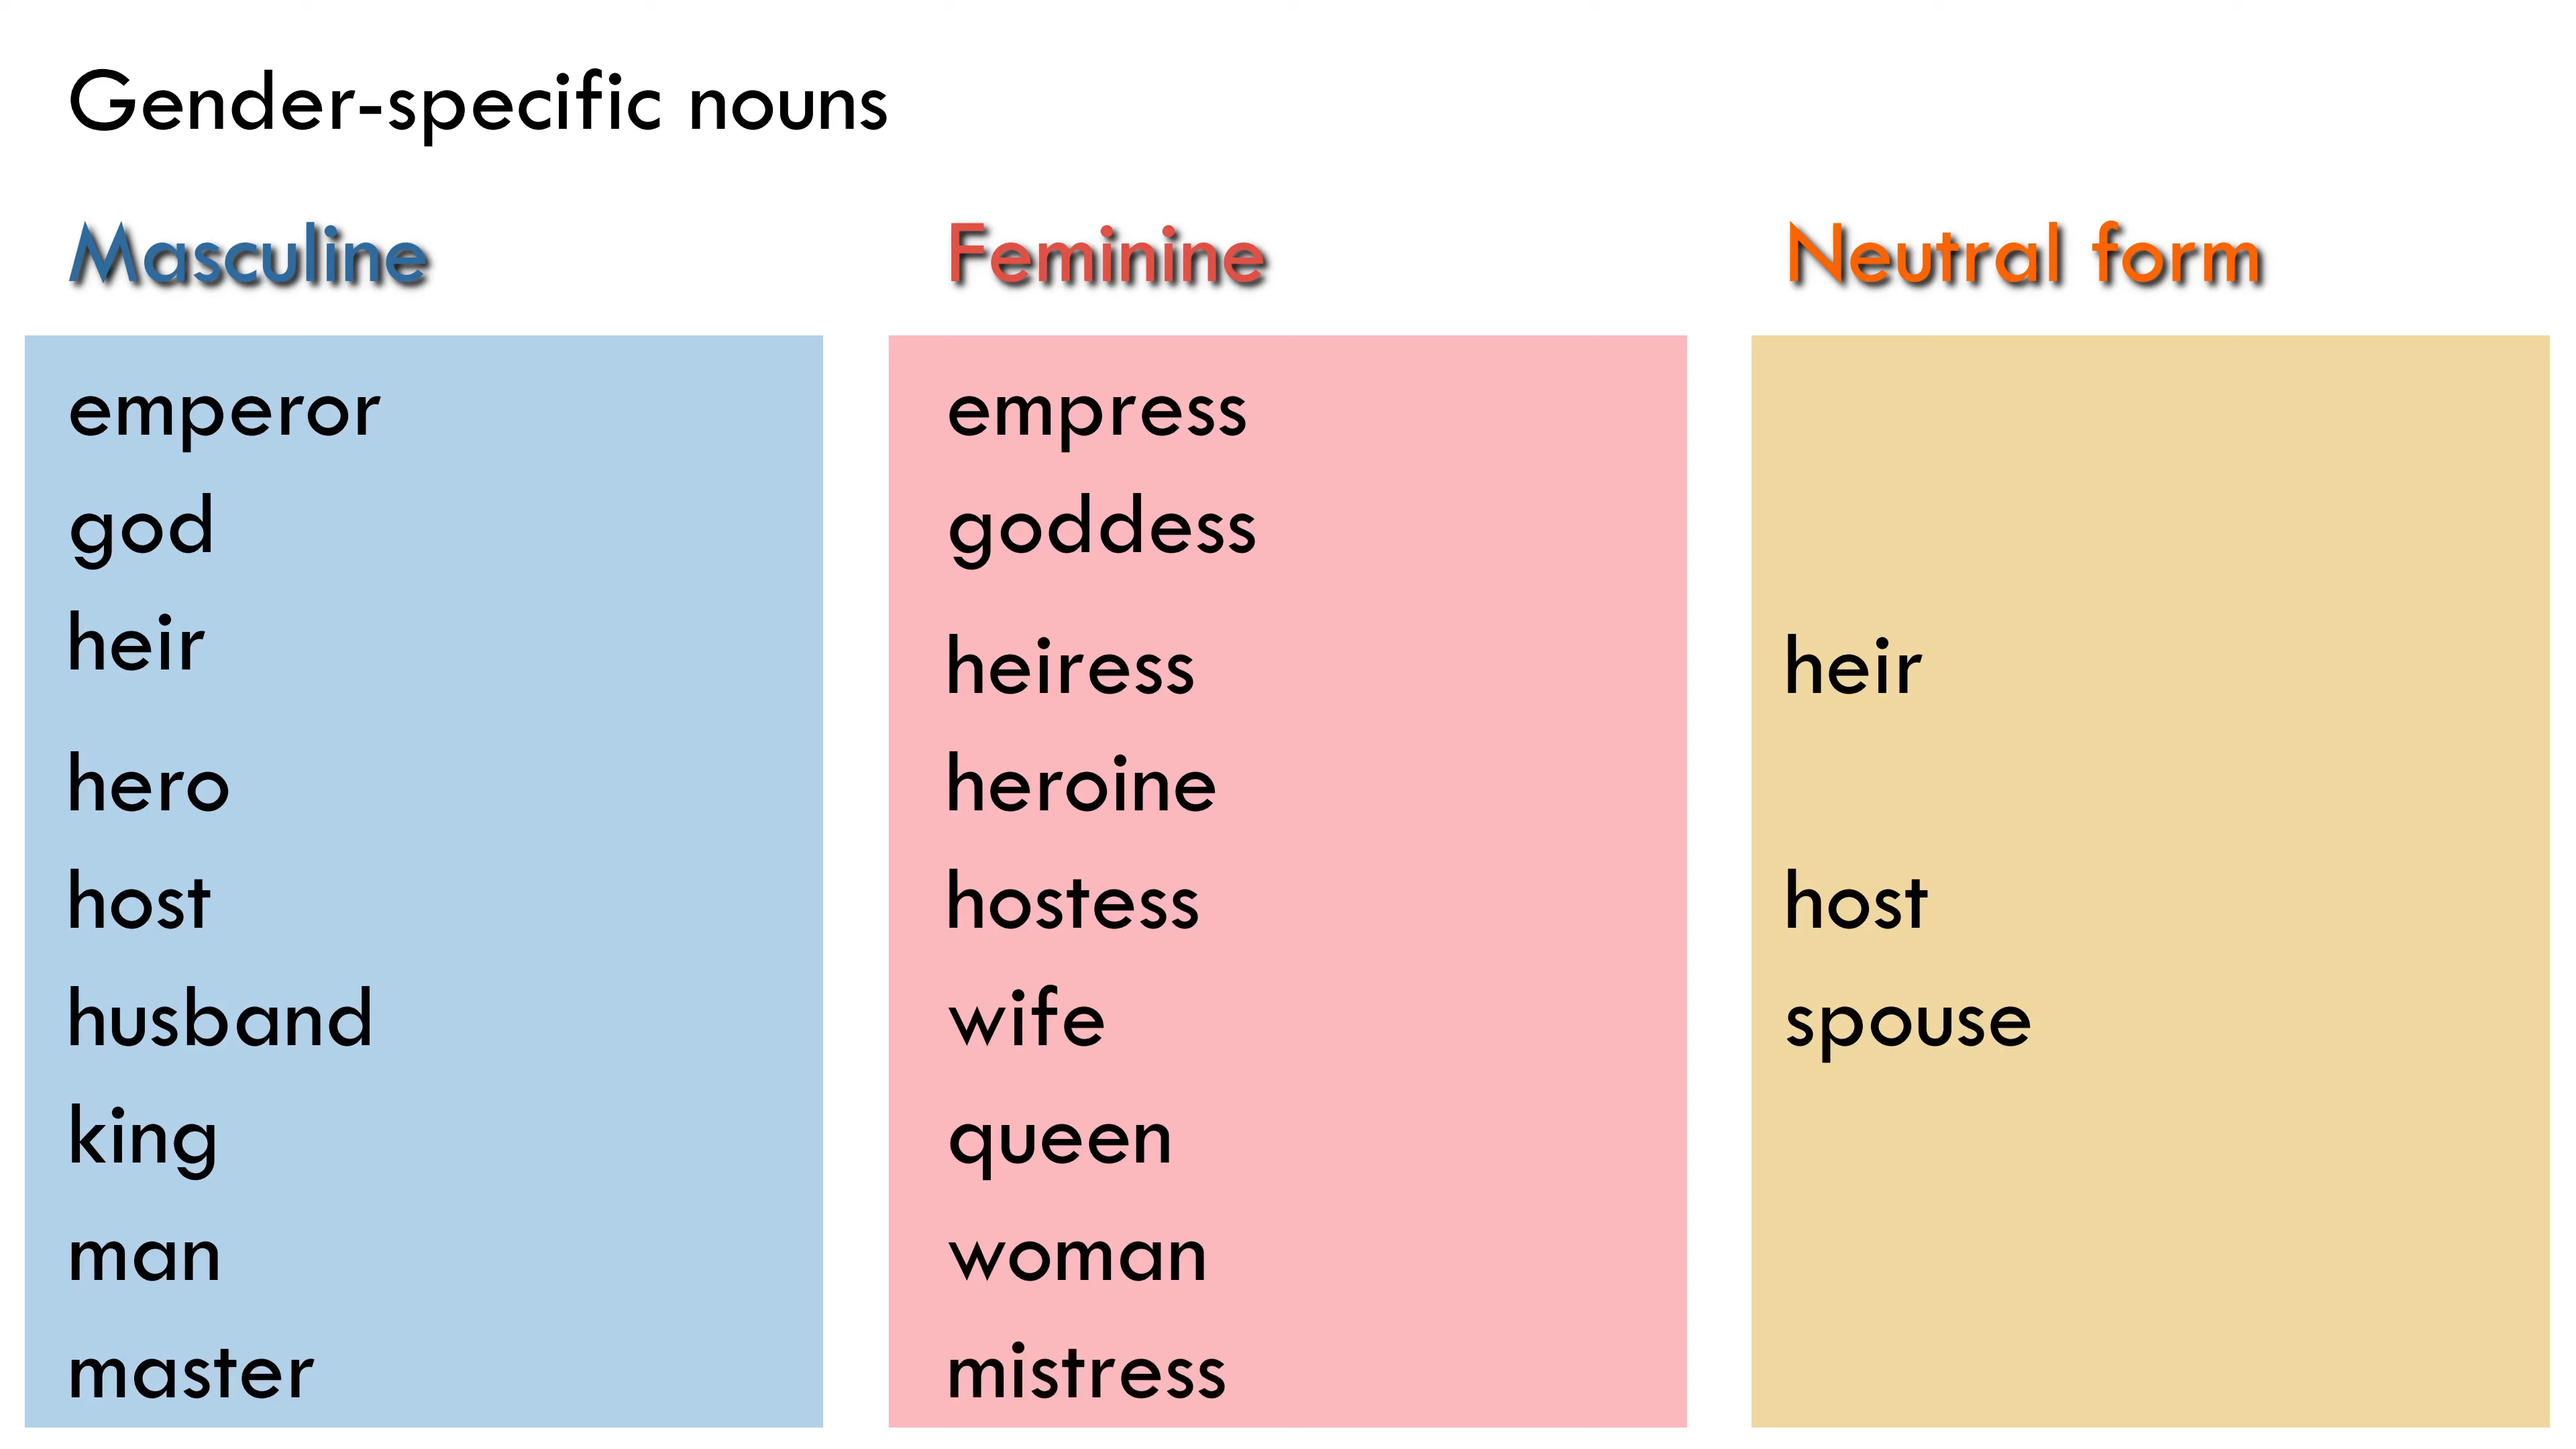 Gender-specific nouns
Masculine Feminine Neutral form
emperor empress
god goddess
heir heiress heir
hero heroine
host hostess host
husband wife spouse
king queen
man woman
master mistress